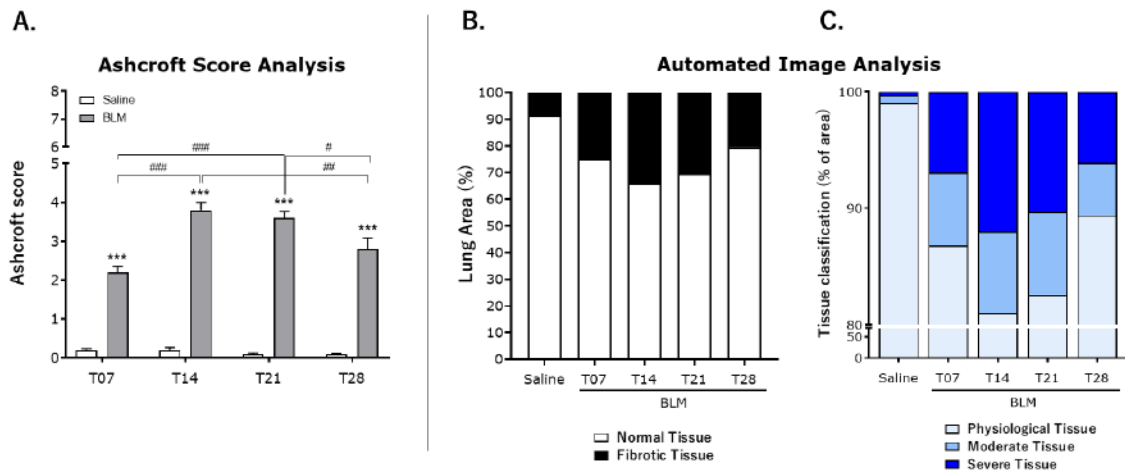 A.
Ashcroft Score Analysis
Saline
BLM
Ashcroft score
8
7
6
5
4
3
2
1
0
### 
#
###
##
***
***
***
***
T07 T14 T21 T28
Automated Image Analysis
B.
Lung Area (%)
100
90
80
70
60
50
40
30
20
10
0
Saline T07 T14 T21 T28
BLM
Normal Tissue
Fibrotic Tissue
C.
Tissue classification (% of area)
100
90
80
50
0
Saline T07 T14 T21 T28
BLM
Physiological Tissue
Moderate Tissue
Severe Tissue